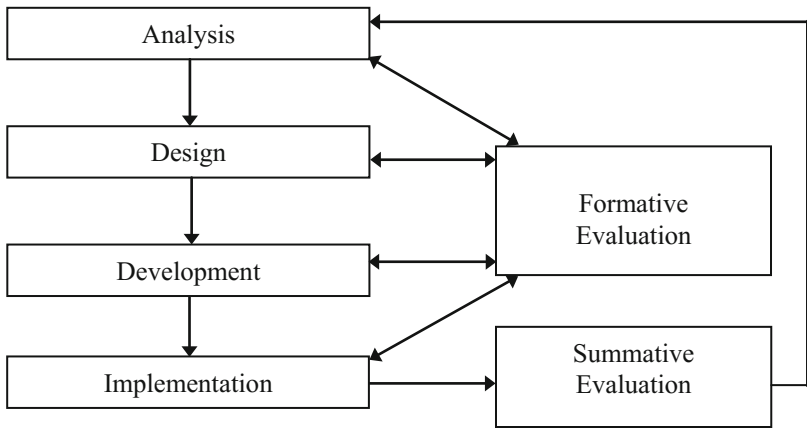 Analysis
Design
Formative
Evaluation
Development
Implementation
Summative
Evaluation